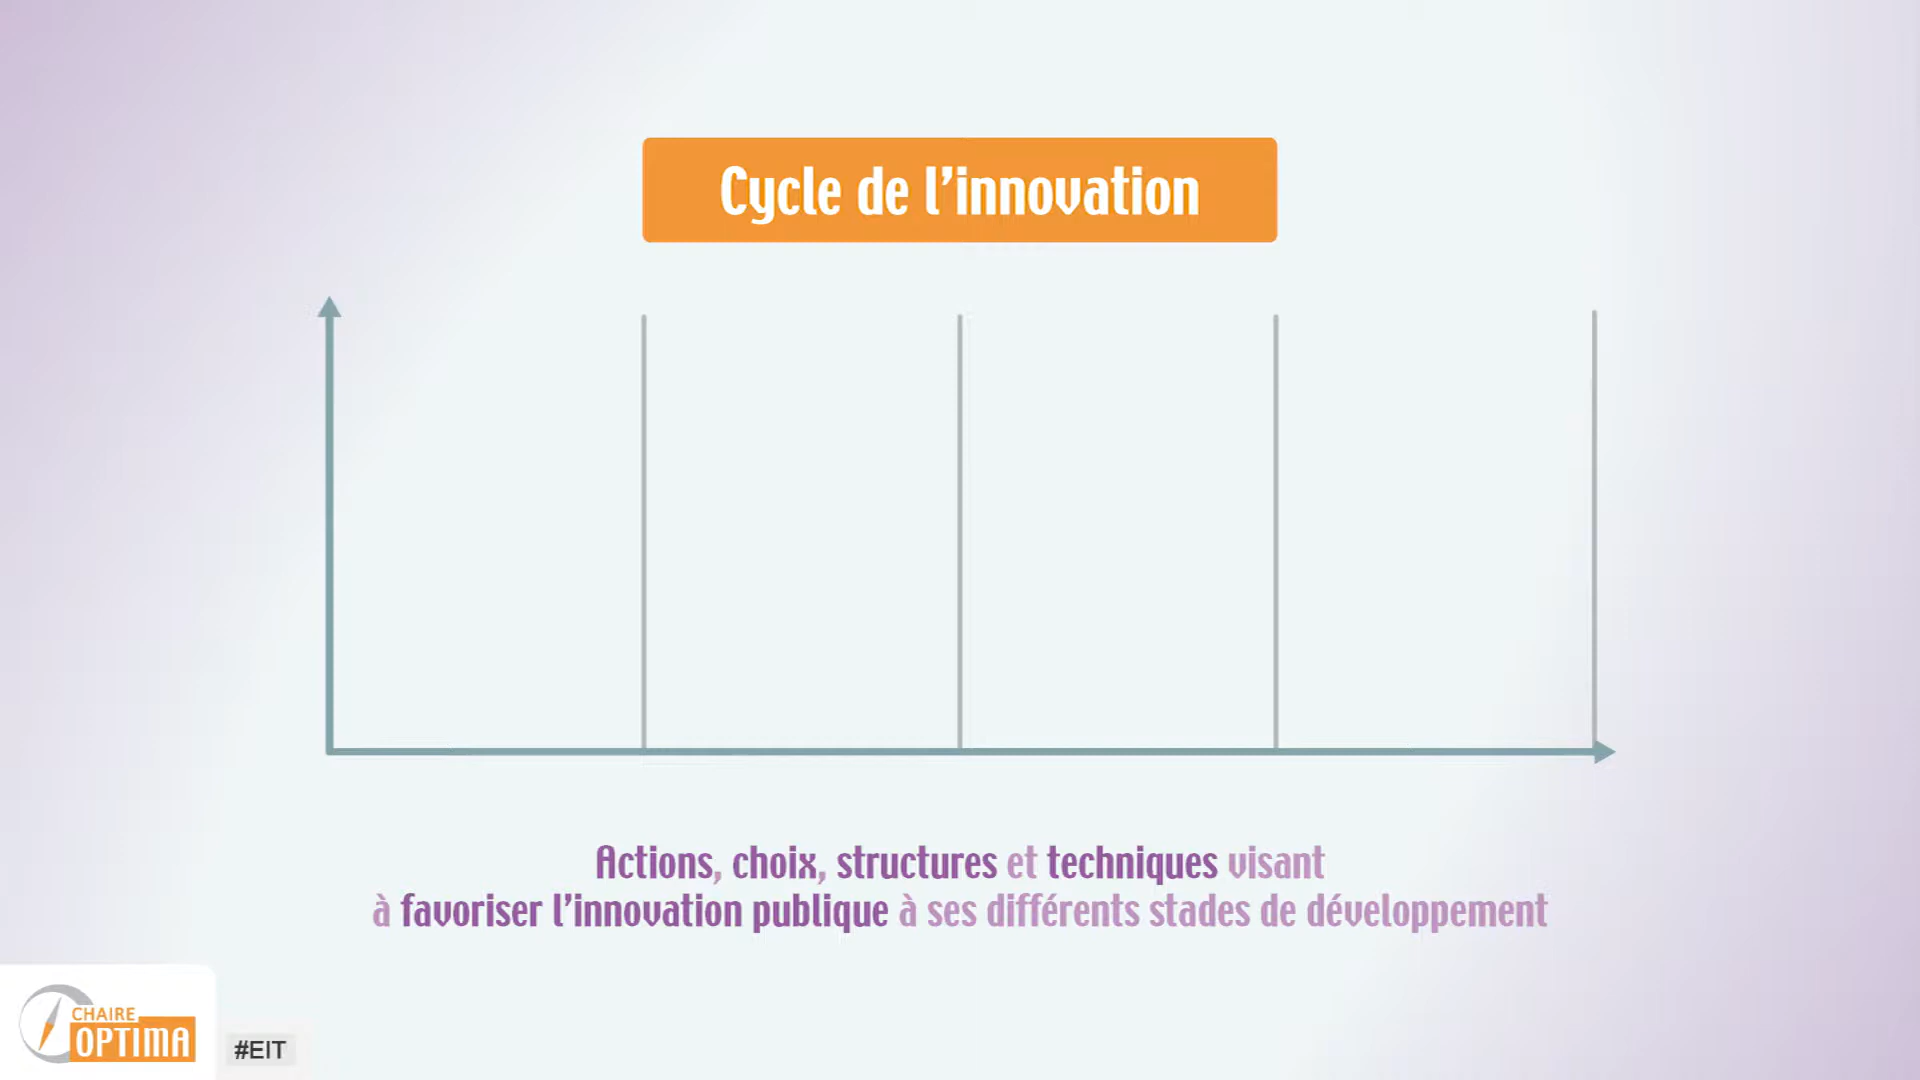 Cycle de l'innovation
Actions, choix, structures et techniques visant
à favoriser l'innovation publique à ses différents stades de développement
CHAIRE
OPTIMA
#EIT